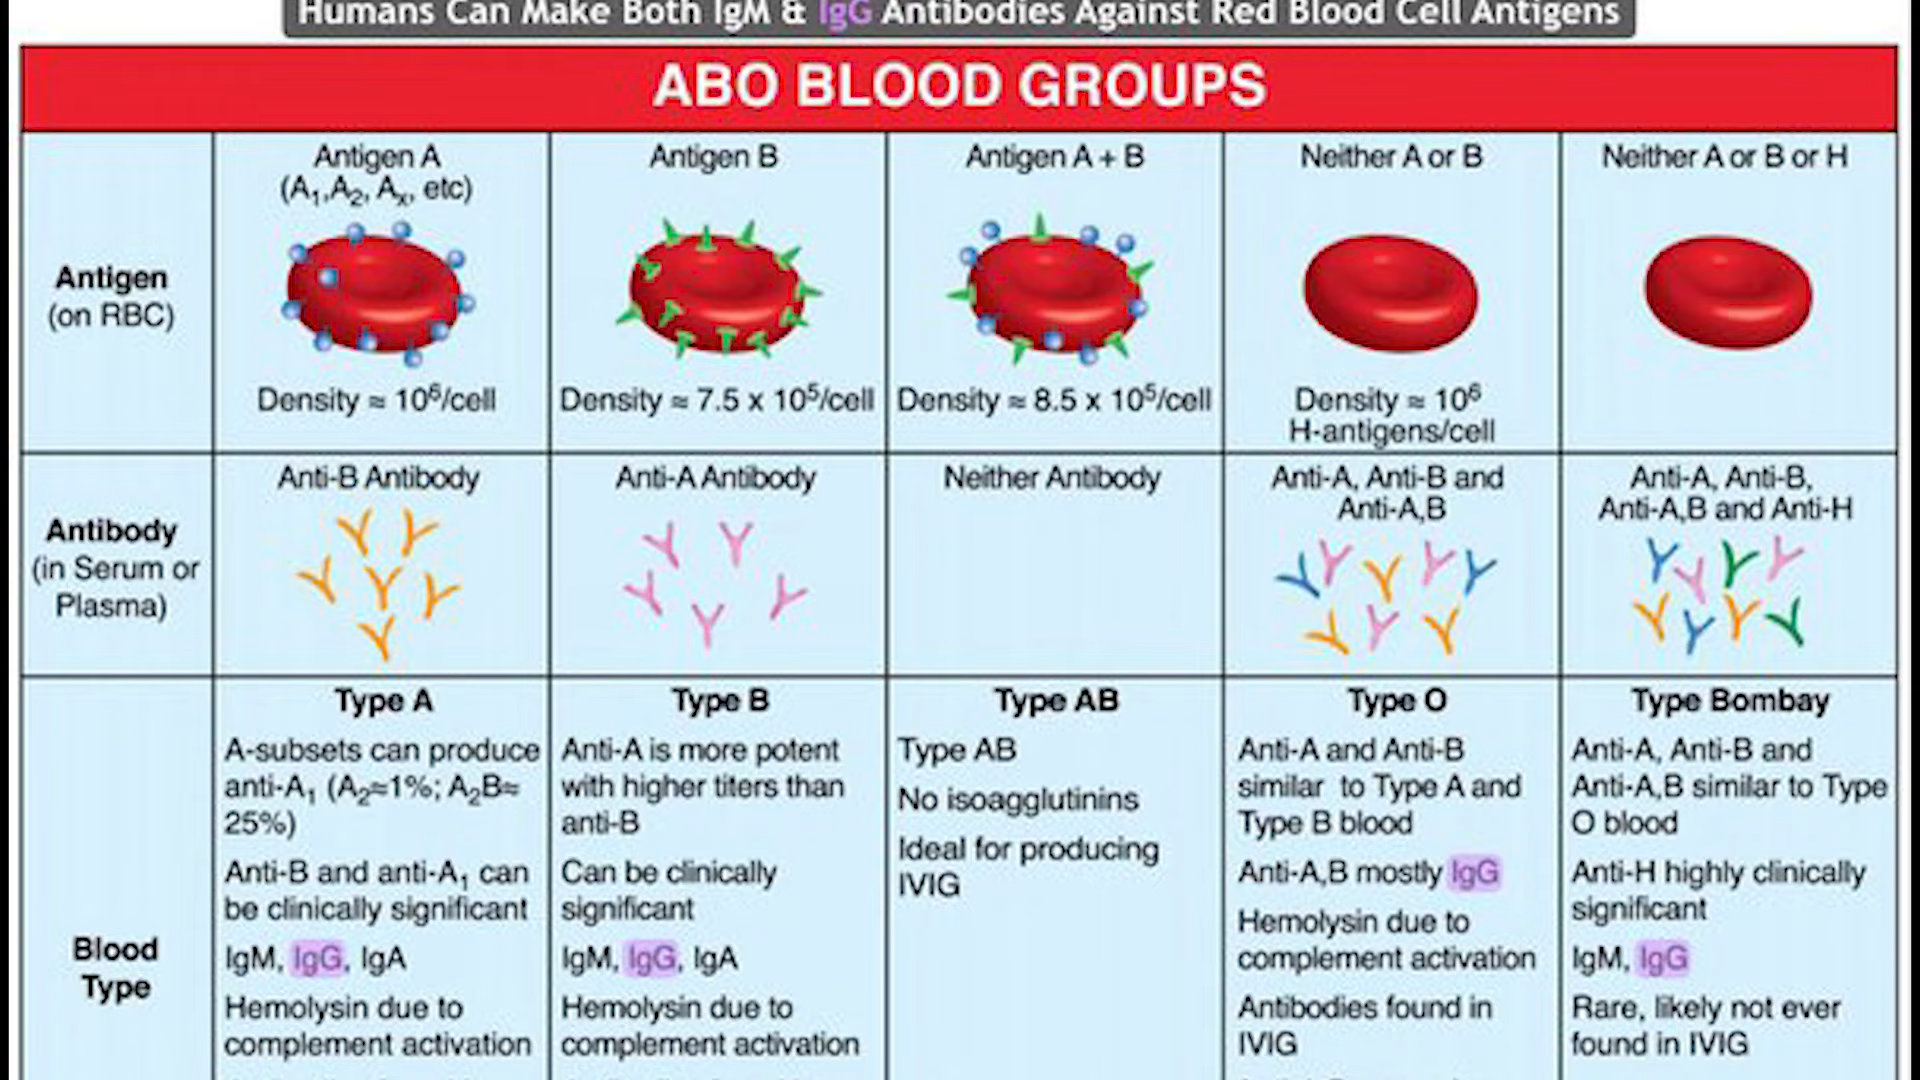 Humans Can Make Both IgM & IgG Antibodies Against Red Blood Cell Antigens
ABO BLOOD GROUPS
Antigen
(on RBC)
Antigen A
(A₁,A₂, Aₓ, etc)
Density ≈ 10⁶/cell
Antigen B
Density ≈ 7.5 x 10⁵/cell
Antigen A + B
Density ≈ 8.5 x 10⁵/cell
Neither A or B
Density ≈ 10⁶
H-antigens/cell
Neither A or B or H
Antibody
(in Serum or
Plasma)
Anti-B Antibody
Anti-A Antibody
Neither Antibody
Anti-A, Anti-B and
Anti-A,B
Anti-A, Anti-B,
Anti-A,B and Anti-H
Blood
Type
Type A
A-subsets can produce
anti-A₁ (A₂≈1%; A₂B≈
25%)
Anti-B and anti-A₁ can
be clinically significant
IgM, IgG, IgA
Hemolysin due to
complement activation
Type B
Anti-A is more potent
with higher titers than
anti-B
Can be clinically
significant
IgM, IgG, IgA
Hemolysin due to
complement activation
Type AB
Type AB
No isoagglutinins
Ideal for producing
IVIG
Type O
Anti-A and Anti-B
similar to Type A and
Type B blood
Anti-A,B mostly IgG
Hemolysin due to
complement activation
Antibodies found in
IVIG
Type Bombay
Anti-A, Anti-B and
Anti-A,B similar to Type
O blood
Anti-H highly clinically
significant
IgM, IgG
Rare, likely not ever
found in IVIG